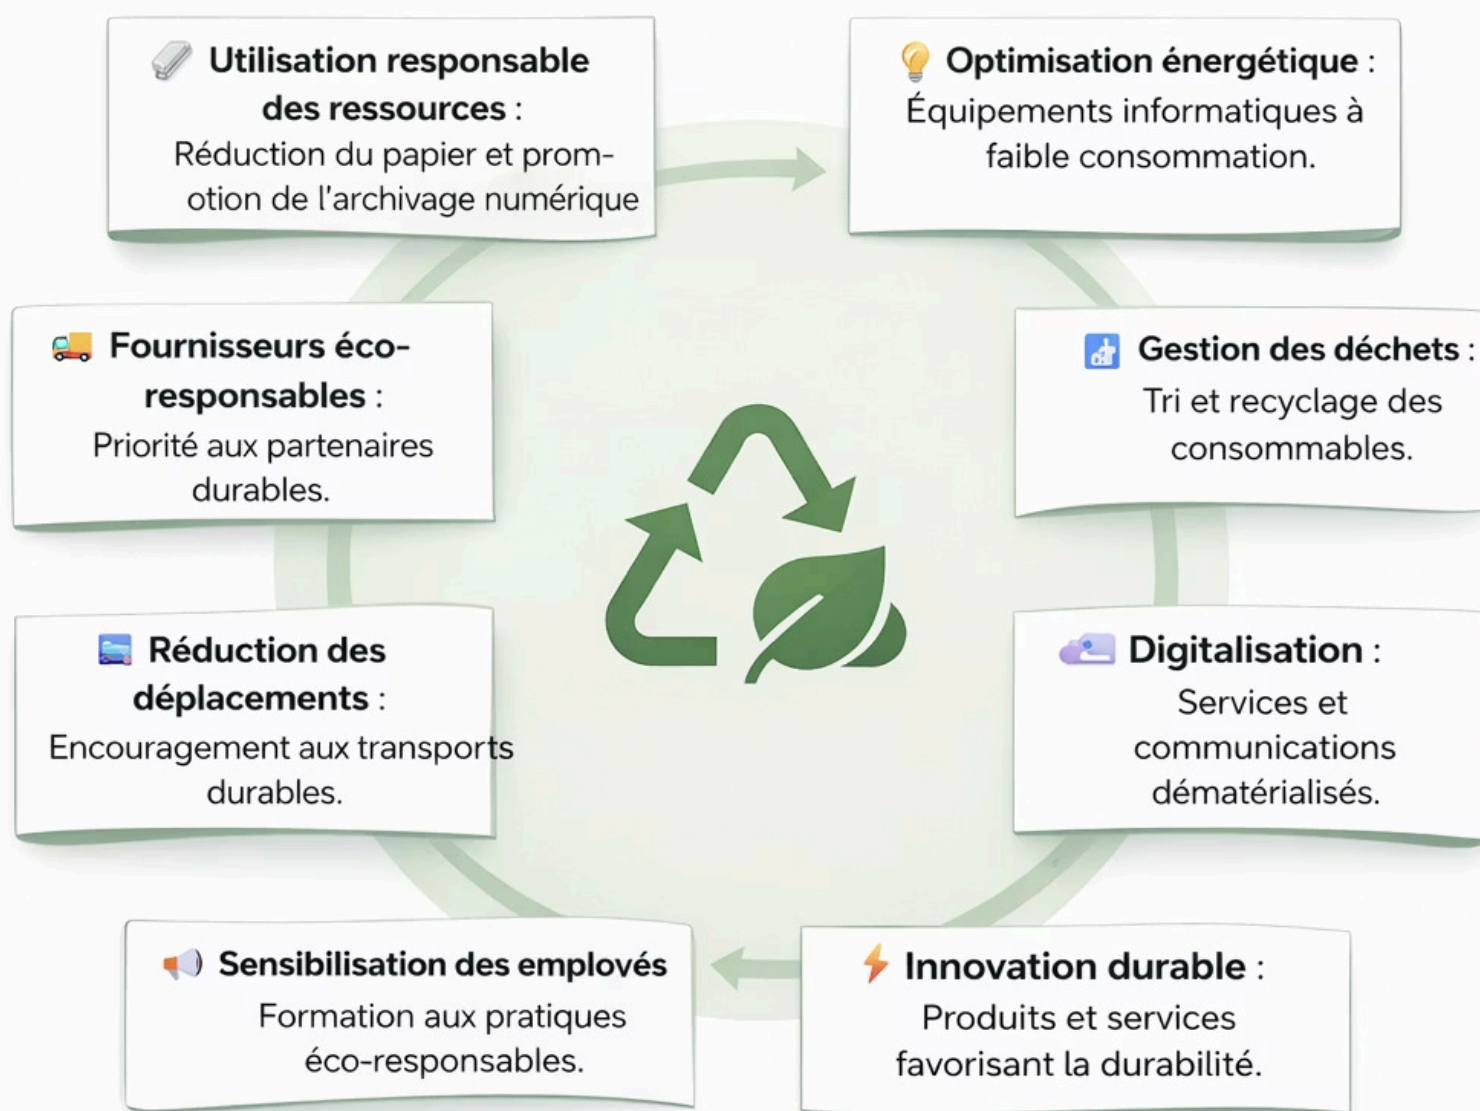 Utilisation responsable
des ressources :
Réduction du papier et prom-
otion de l'archivage numérique
Optimisation énergétique :
Équipements informatiques à
faible consommation.
Fournisseurs éco-
responsables :
Priorité aux partenaires
durables.
Gestion des déchets :
Tri et recyclage des
consommables.
Réduction des
déplacements :
Encouragement aux transports
durables.
Digitalisation :
Services et
communications
dématérialisés.
Sensibilisation des emplovés
Formation aux pratiques
éco-responsables.
Innovation durable :
Produits et services
favorisant la durabilité.